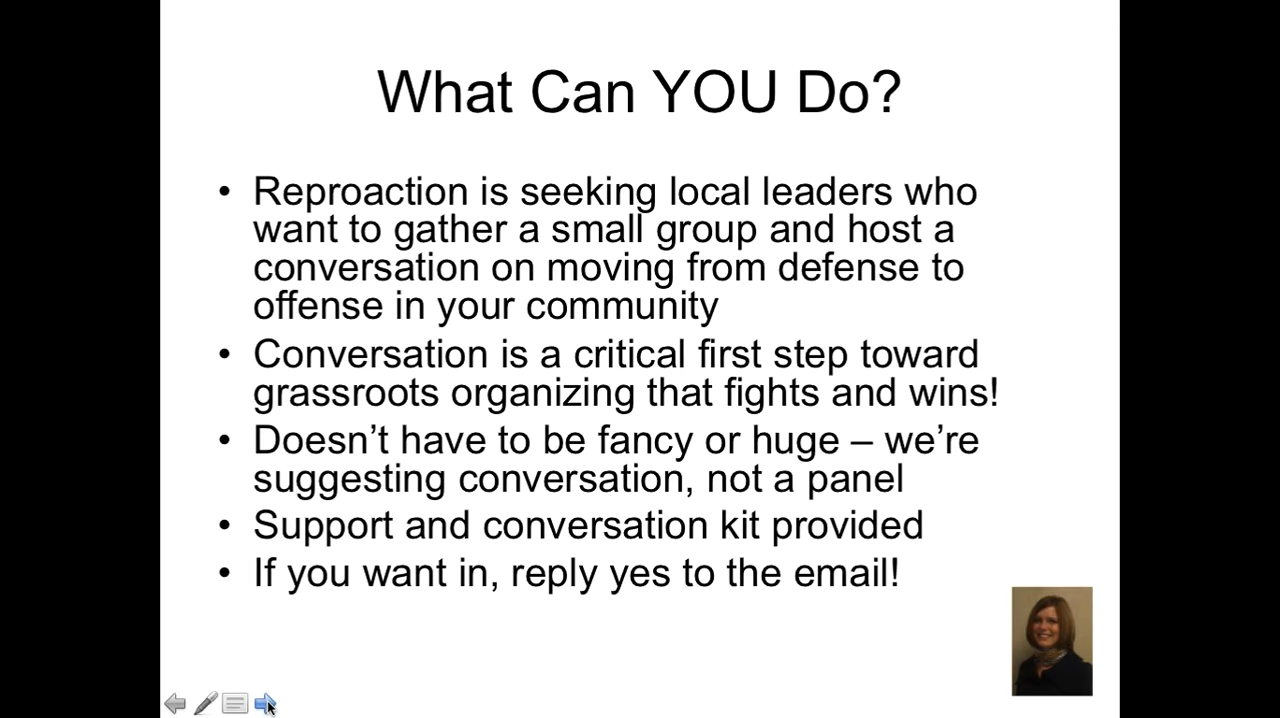 What Can YOU Do?
• Reproaction is seeking local leaders who
want to gather a small group and host a
conversation on moving from defense to
offense in your community
• Conversation is a critical first step toward
grassroots organizing that fights and wins!
• Doesn’t have to be fancy or huge – we’re
suggesting conversation, not a panel
• Support and conversation kit provided
• If you want in, reply yes to the email!